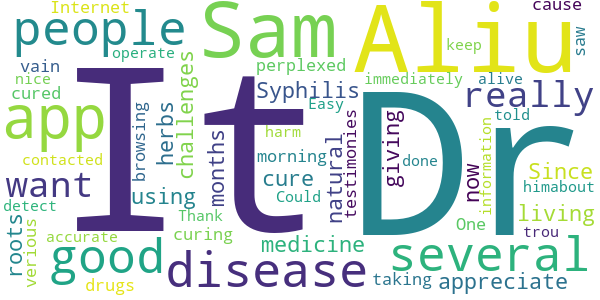 Internet
people
Sam
Aliu
cause
operate
keep
saw
vain
nice
cured
It
Dr
perplexed
immediately
alive
challenges
herbs
Syphilis
Easy
really
app
browsing
months
harm
told
contacted
natural
testimonies
giving
done
information
morning
want
using
cure
Could
now
Since
himabout
living
detect
roots
verious
accurate
Thank
curing
One
trou
good
disease
medicine
several
drugs
taking
appreciate